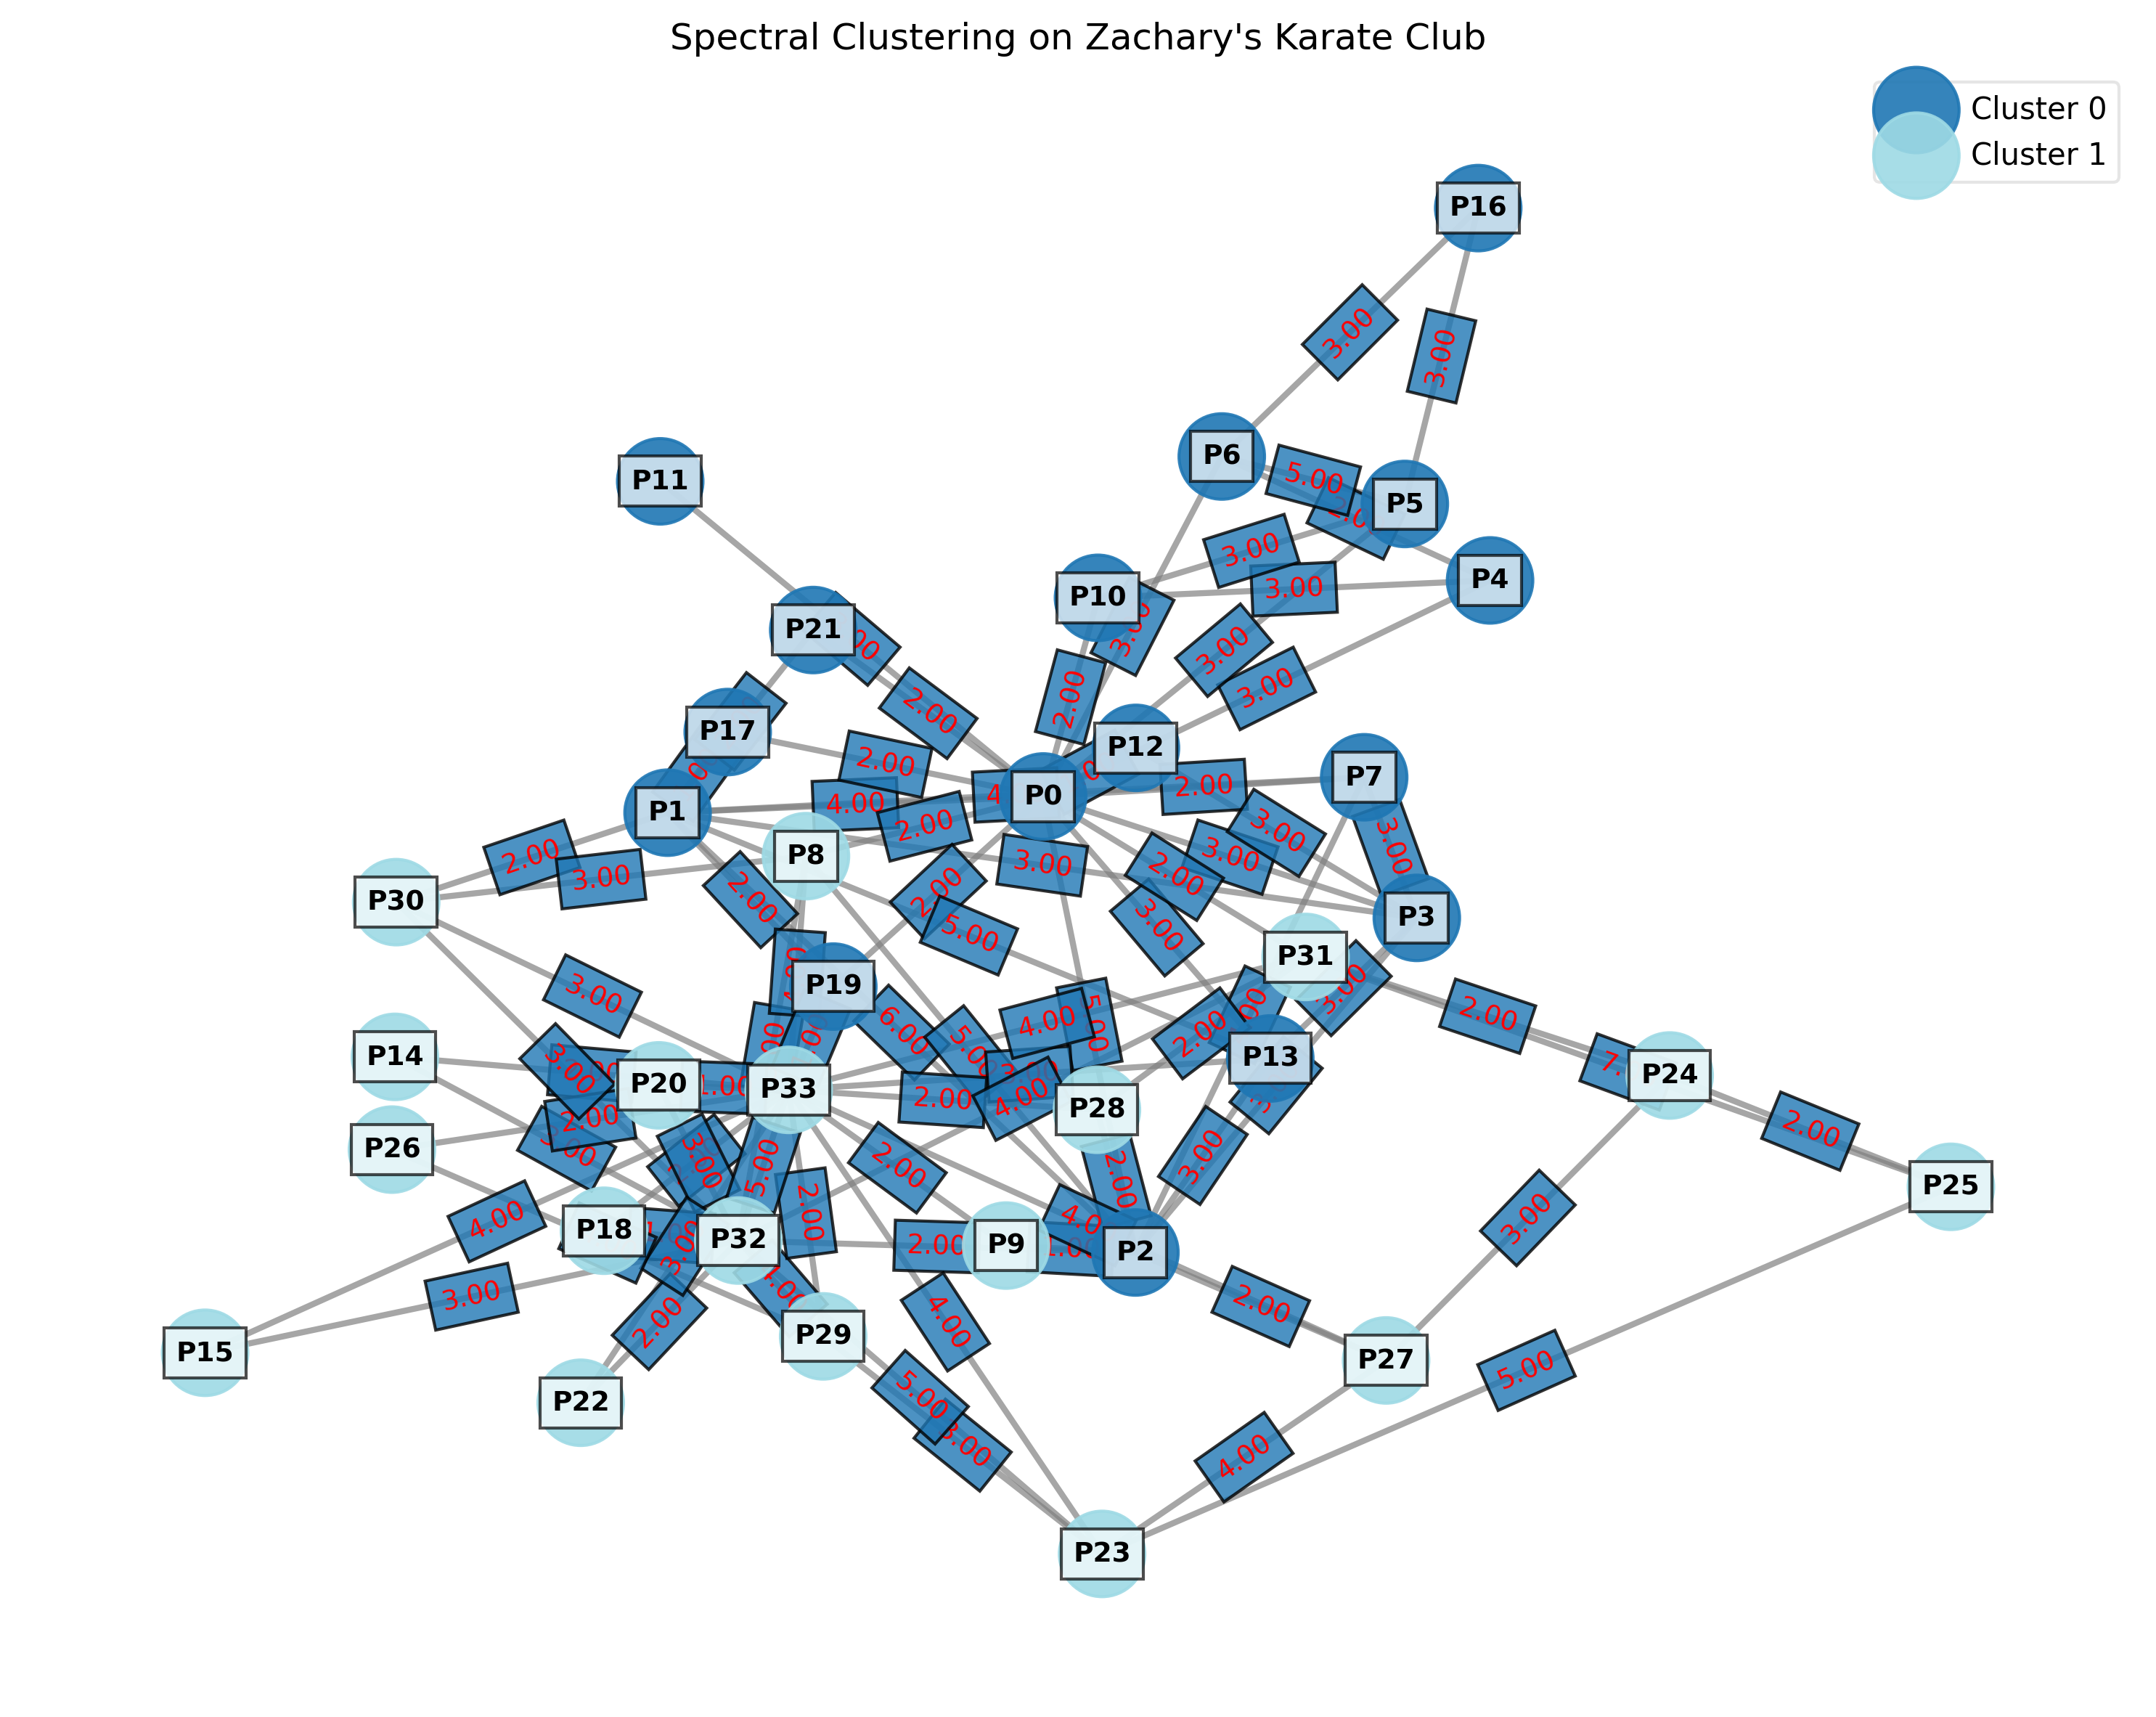 Spectral Clustering on Zachary's Karate Club
Cluster 0
Cluster 1
P16
3.00
3.00
P6
5.00
P11
P5
3.00
P4
3.00
P10
P21
3.00
3.00
2.00
2.00
P17
P12
2.00
P7
2.00
P0
P1
4.00
2.00
3.00
3.00
P8
2.00
3.00
3.00
2.00
3.00
2.00
2.00
P30
P3
3.00
5.00
P31
P19
3.00
6.00
4.00
2.00
2.00
P14
P13
P20
P33
P24
3.00
2.00
4.00
P28
2.00
2.00
P26
3.00
5.00
2.00
3.00
2.00
P25
4.00
2.00
3.00
P18
P32
2.00
P9
P2
3.00
2.00
2.00
4.00
P29
P15
P27
5.00
P22
5.00
4.00
P23